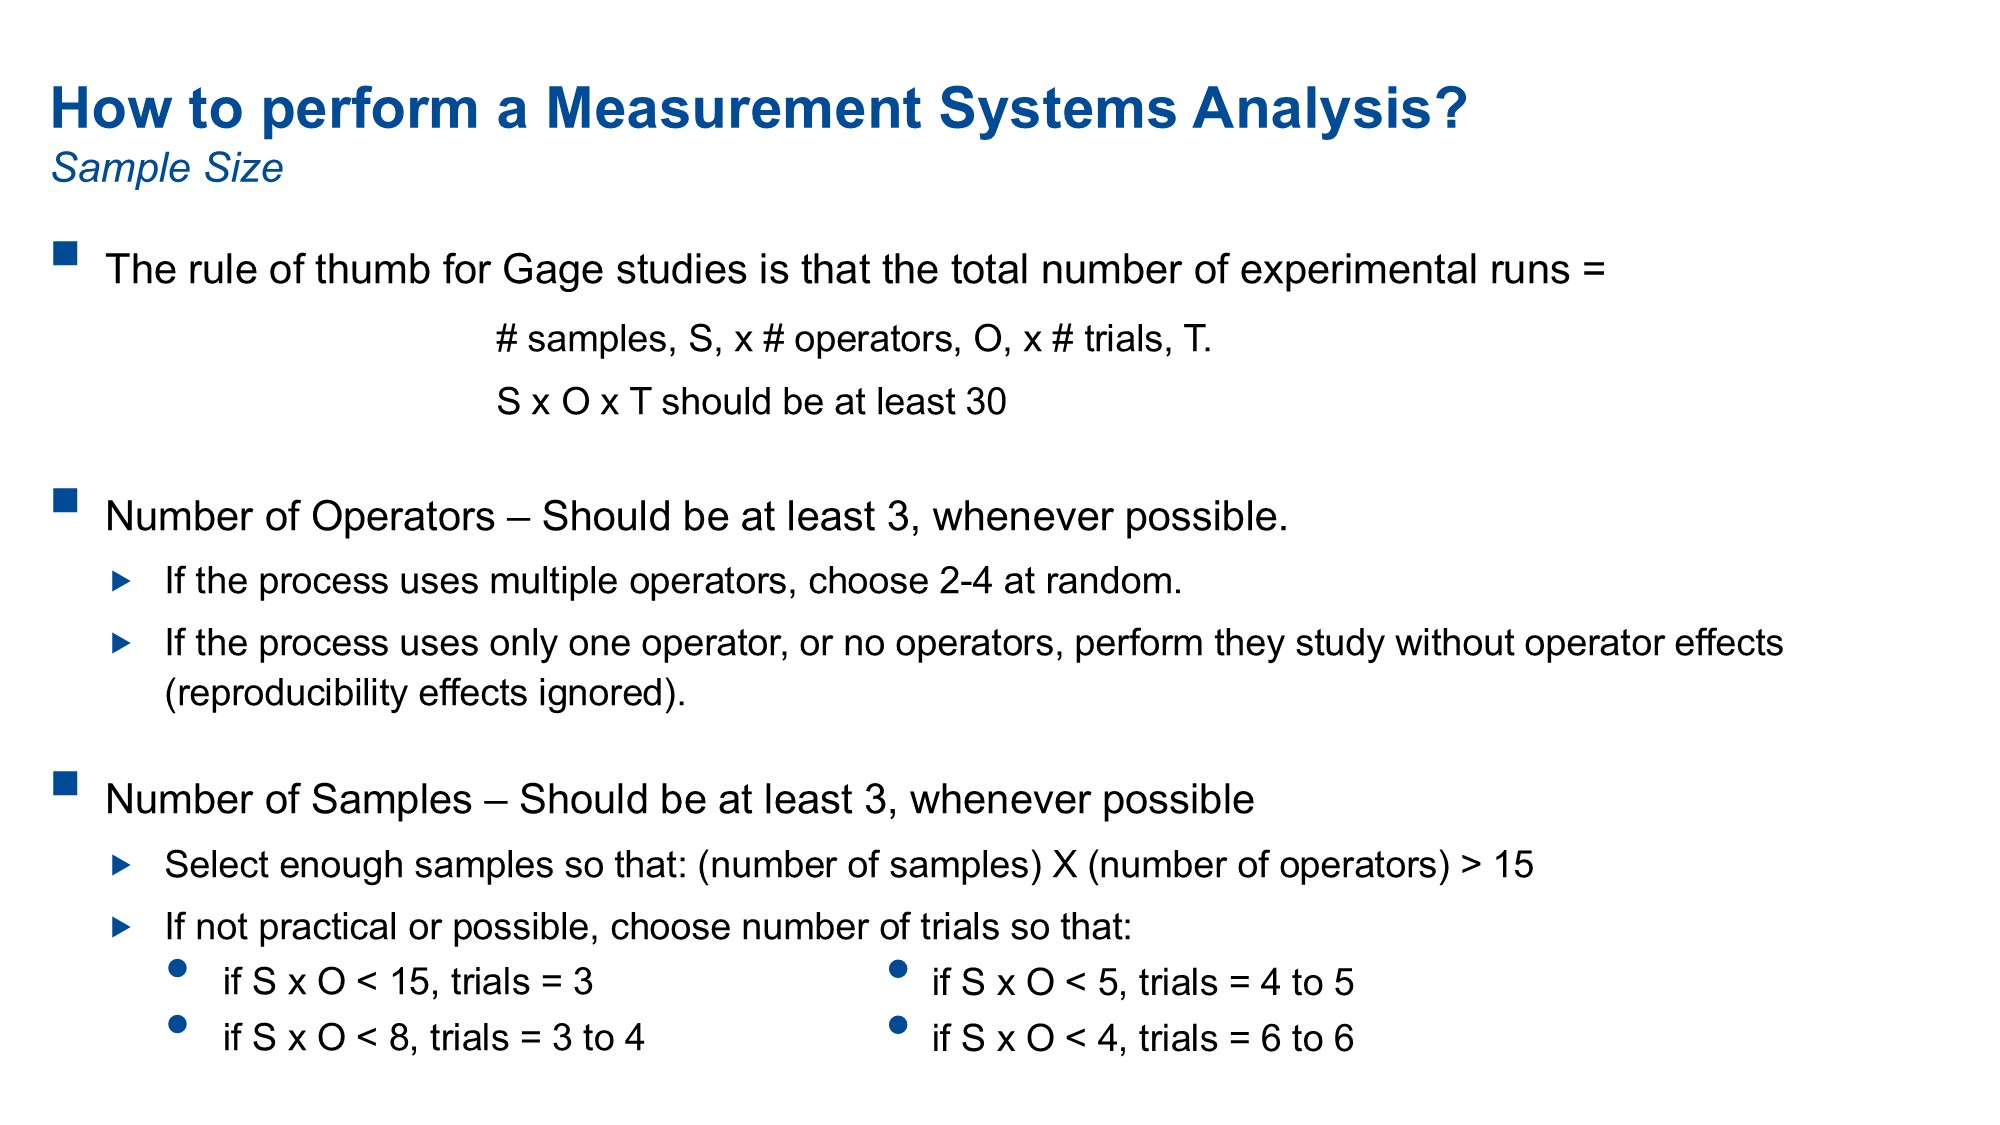 How to perform a Measurement Systems Analysis?
Sample Size
The rule of thumb for Gage studies is that the total number of experimental runs =
# samples, S, x # operators, O, x # trials, T.
S x O x T should be at least 30
Number of Operators – Should be at least 3, whenever possible.
If the process uses multiple operators, choose 2-4 at random.
If the process uses only one operator, or no operators, perform they study without operator effects
(reproducibility effects ignored).
Number of Samples – Should be at least 3, whenever possible
Select enough samples so that: (number of samples) X (number of operators) > 15
If not practical or possible, choose number of trials so that:
if S x O < 15, trials = 3
if S x O < 8, trials = 3 to 4
if S x O < 5, trials = 4 to 5
if S x O < 4, trials = 6 to 6